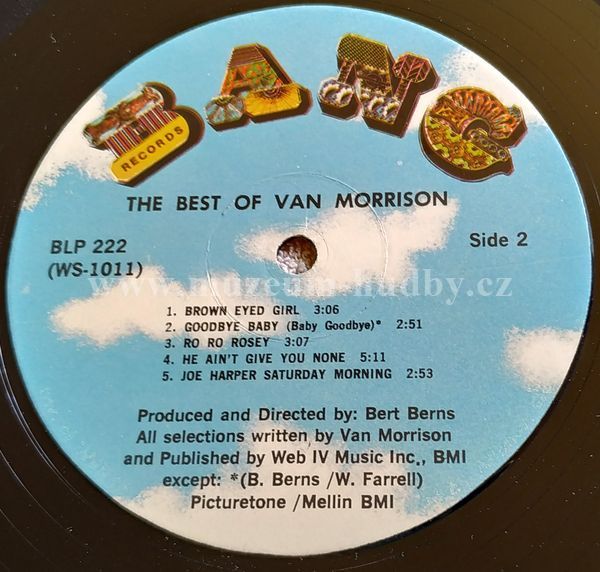 BANG
RECORDS
THE BEST OF VAN MORRISON
BLP 222
(WS-1011)
Side 2
www.muzeum-hudby.cz
1. BROWN EYED GIRL 3:06
2. GOODBYE BABY (Baby Goodbye)* 2:51
3. RO RO ROSEY 3:07
4. HE AIN'T GIVE YOU NONE 5:11
5. JOE HARPER SATURDAY MORNING 2:53
Produced and Directed by: Bert Berns
All selections written by Van Morrison
and Published by Web IV Music Inc., BMI
except: *(B. Berns /W. Farrell)
Picturetone /Mellin BMI